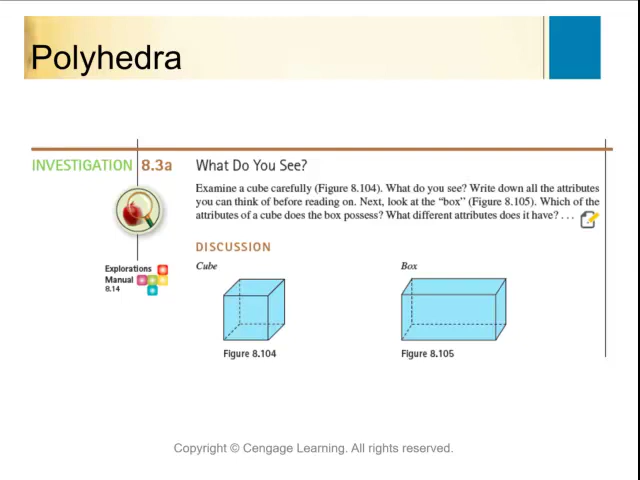 Polyhedra
INVESTIGATION 8.3a What Do You See?
Examine a cube carefully (Figure 8.104). What do you see? Write down all the attributes
you can think of before reading on. Next, look at the “box” (Figure 8.105). Which of the
attributes of a cube does the box possess? What different attributes does it have? . . .
DISCUSSION
Explorations
Manual
8.14
Cube
Box
Figure 8.104
Figure 8.105
Copyright © Cengage Learning. All rights reserved.